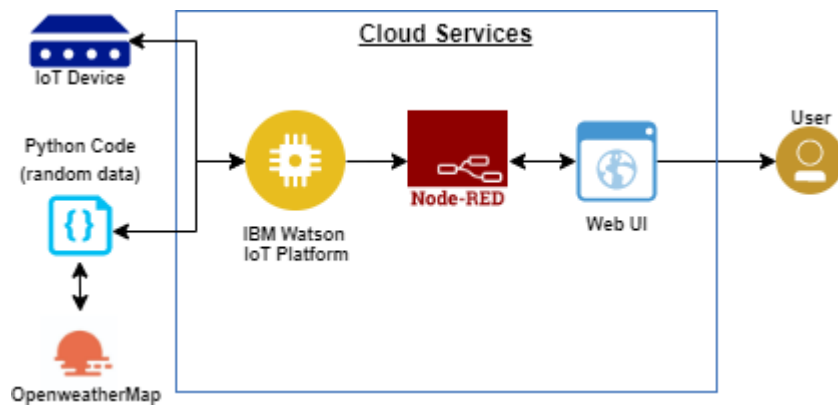 Cloud Services
IoT Device
Python Code
(random data)
{}
IBM Watson
IoT Platform
Node-RED
Web UI
User
OpenweatherMap